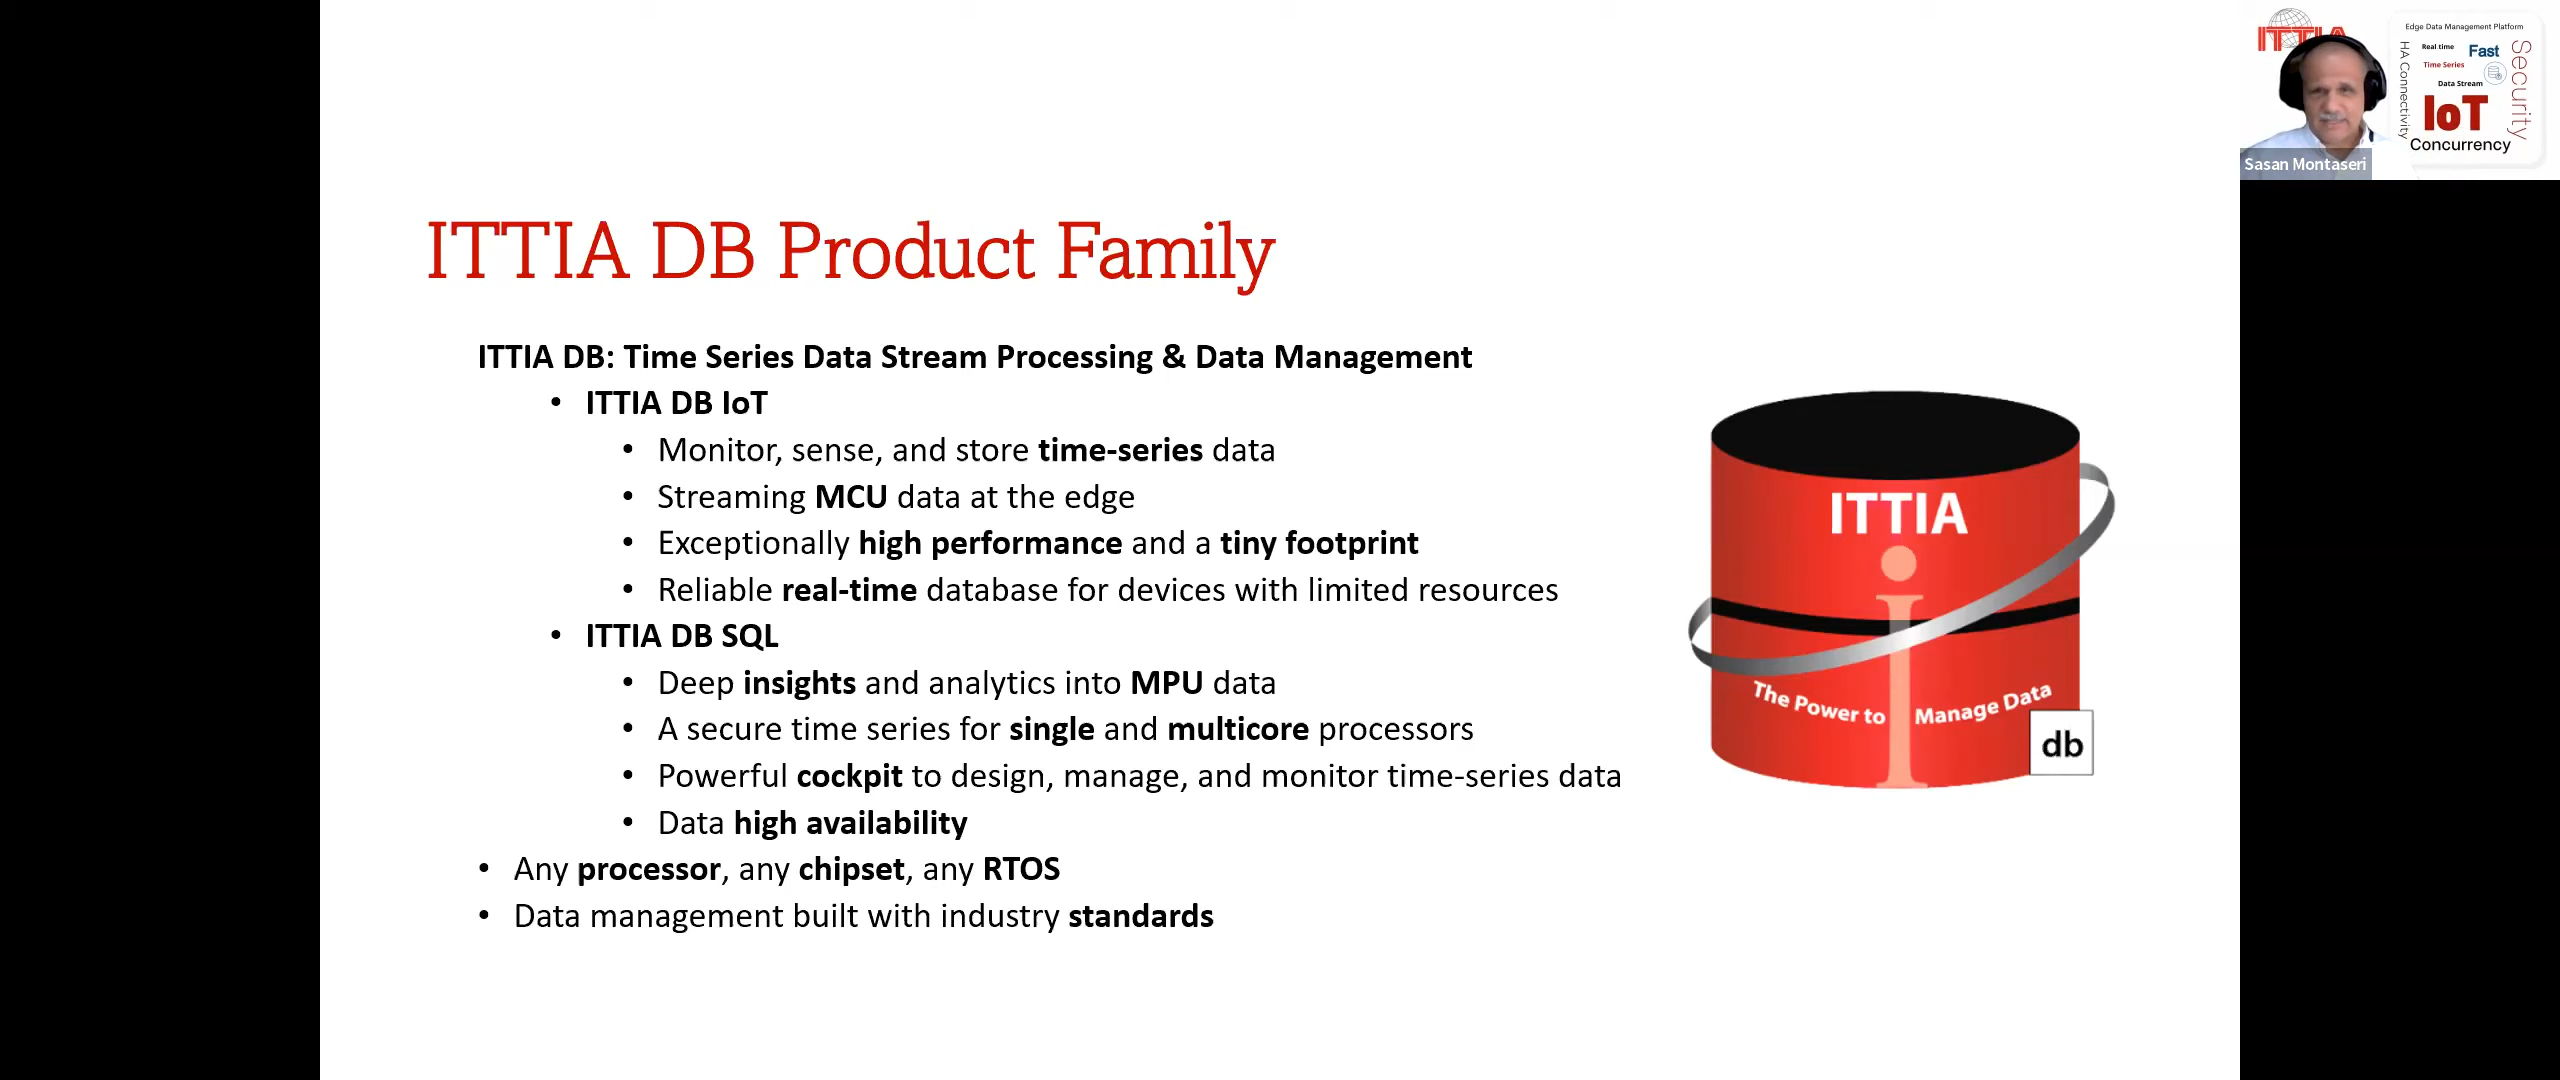 ITTIA
Edge Data Management Platform
HA Connectivity
Real time
Fast
Time Series
Data Stream
IoT
Concurrency
Security
Sasan Montaseri
ITTIA DB Product Family
ITTIA DB: Time Series Data Stream Processing & Data Management
• ITTIA DB IoT
• Monitor, sense, and store time-series data
• Streaming MCU data at the edge
• Exceptionally high performance and a tiny footprint
• Reliable real-time database for devices with limited resources
• ITTIA DB SQL
• Deep insights and analytics into MPU data
• A secure time series for single and multicore processors
• Powerful cockpit to design, manage, and monitor time-series data
• Data high availability
• Any processor, any chipset, any RTOS
• Data management built with industry standards
ITTIA
i
The Power to Manage Data
db